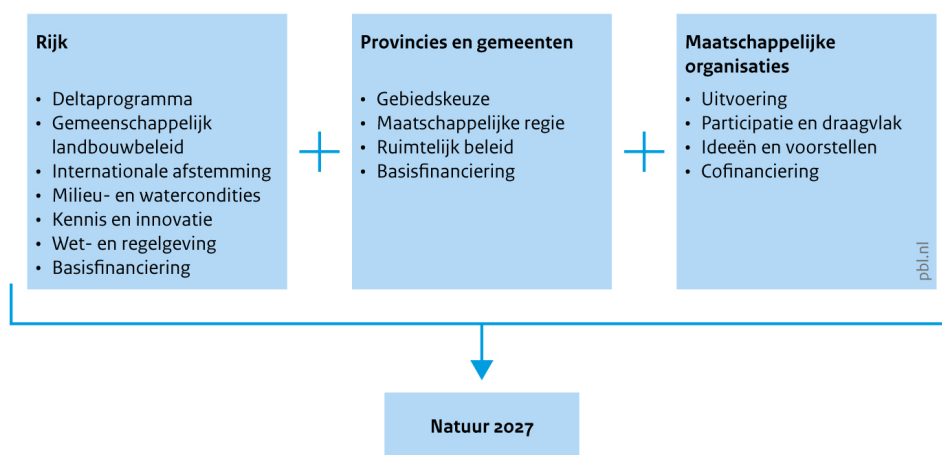 Rijk
• Deltaprogramma
• Gemeenschappelijk
landbouwbeleid
• Internationale afstemming
• Milieu- en watercondities
• Kennis en innovatie
• Wet- en regelgeving
• Basisfinanciering
Provincies en gemeenten
• Gebiedskeuze
• Maatschappelijke regie
• Ruimtelijk beleid
• Basisfinanciering
Maatschappelijke
organisaties
• Uitvoering
• Participatie en draagvlak
• Ideeën en voorstellen
• Cofinanciering
pbl.nl
Natuur 2027